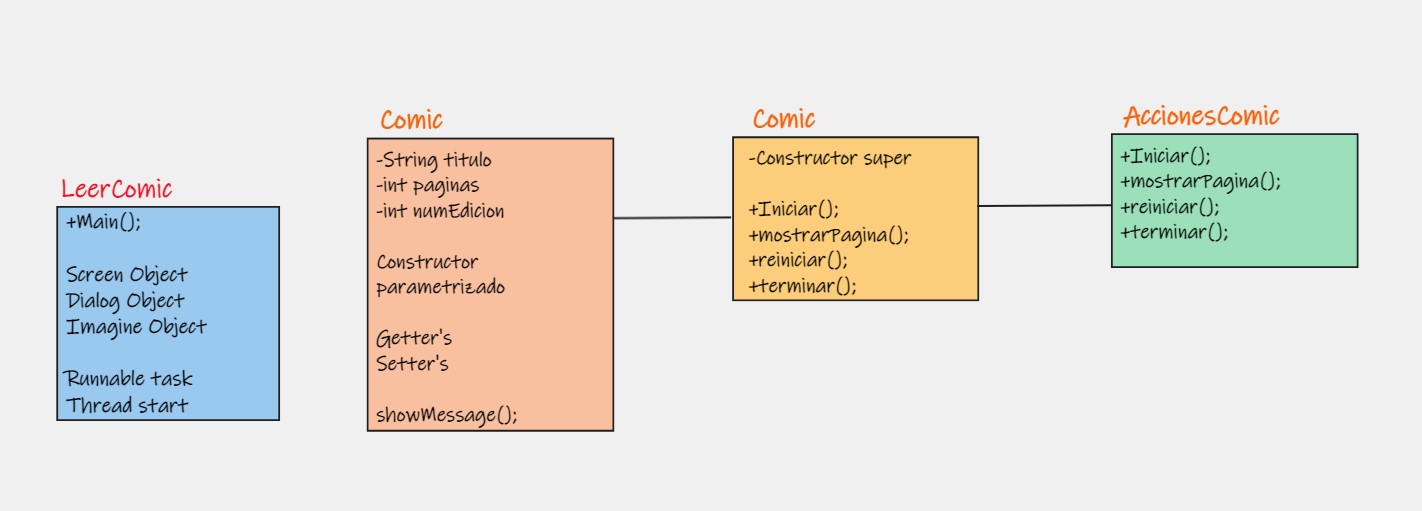 LeerComic
+Main();
Screen Object
Dialog Object
Imagine Object
Runnable task
Thread start
Comic
-String titulo
-int paginas
-int numEdicion
Constructor
parametrizado
Getter's
Setter's
showMessage();
Comic
-Constructor super
+Iniciar();
+mostrarPagina();
+reiniciar();
+terminar();
AccionesComic
+Iniciar();
+mostrarPagina();
+reiniciar();
+terminar();